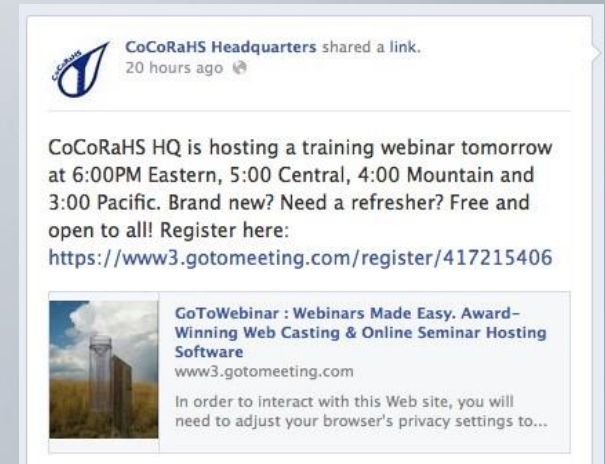 CoCoRaHS
CoCoRaHS Headquarters shared a link.
20 hours ago
CoCoRaHS HQ is hosting a training webinar tomorrow
at 6:00PM Eastern, 5:00 Central, 4:00 Mountain and
3:00 Pacific. Brand new? Need a refresher? Free and
open to all! Register here:
https://www3.gotomeeting.com/register/417215406
GoToWebinar : Webinars Made Easy. Award-
Winning Web Casting & Online Seminar Hosting
Software
www3.gotomeeting.com
In order to interact with this Web site, you will
need to adjust your browser's privacy settings to...